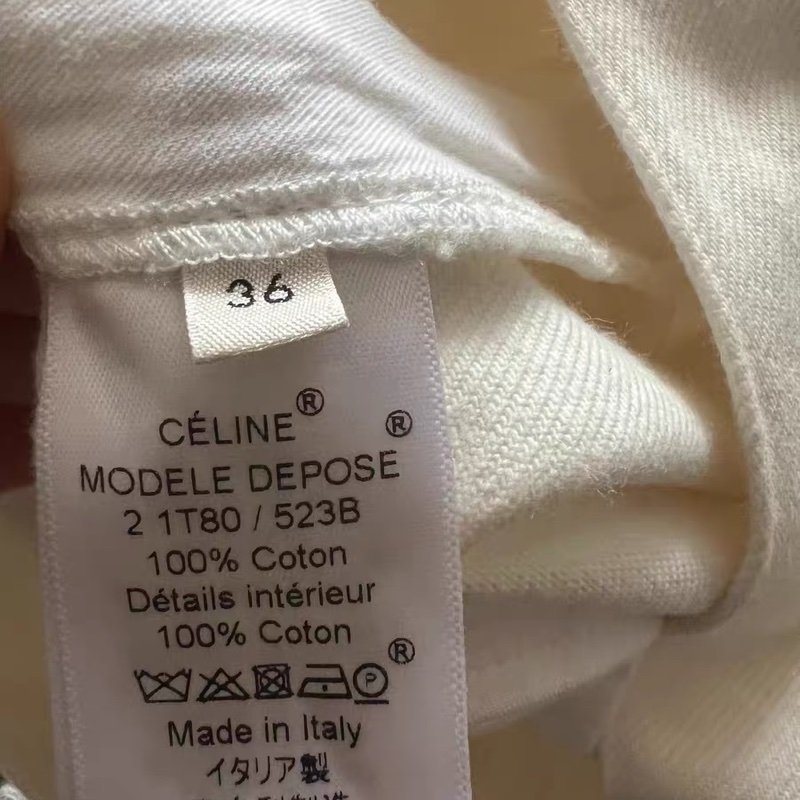 36
CÉLINE®
MODELE DEPOSE®
2 1T80 / 523B
100% Coton
Détails intérieur
100% Coton
P ®
Made in Italy
イタリア製